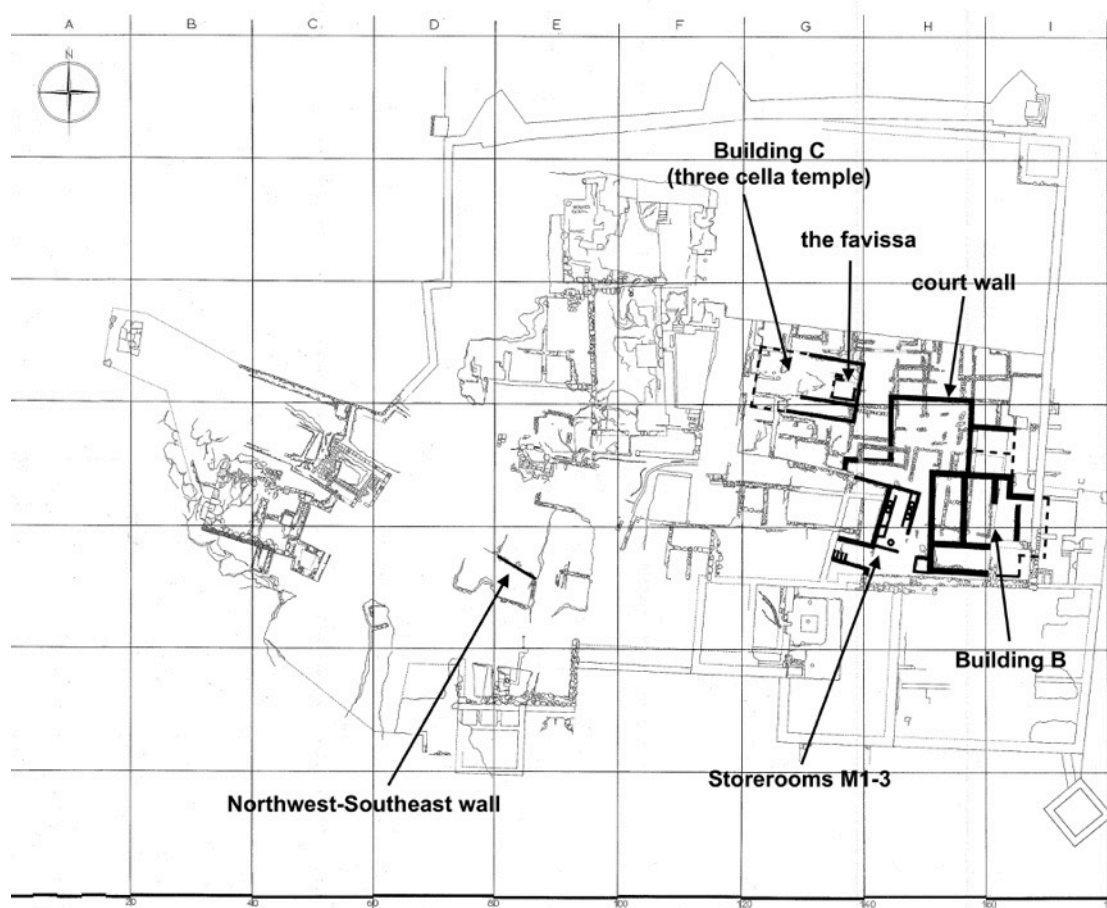 A B C D E F G H I
N
Building C
(three cella temple)
the favissa
court wall
Building B
Storerooms M1-3
Northwest-Southeast wall
20 40 60 80 100 120 140 160